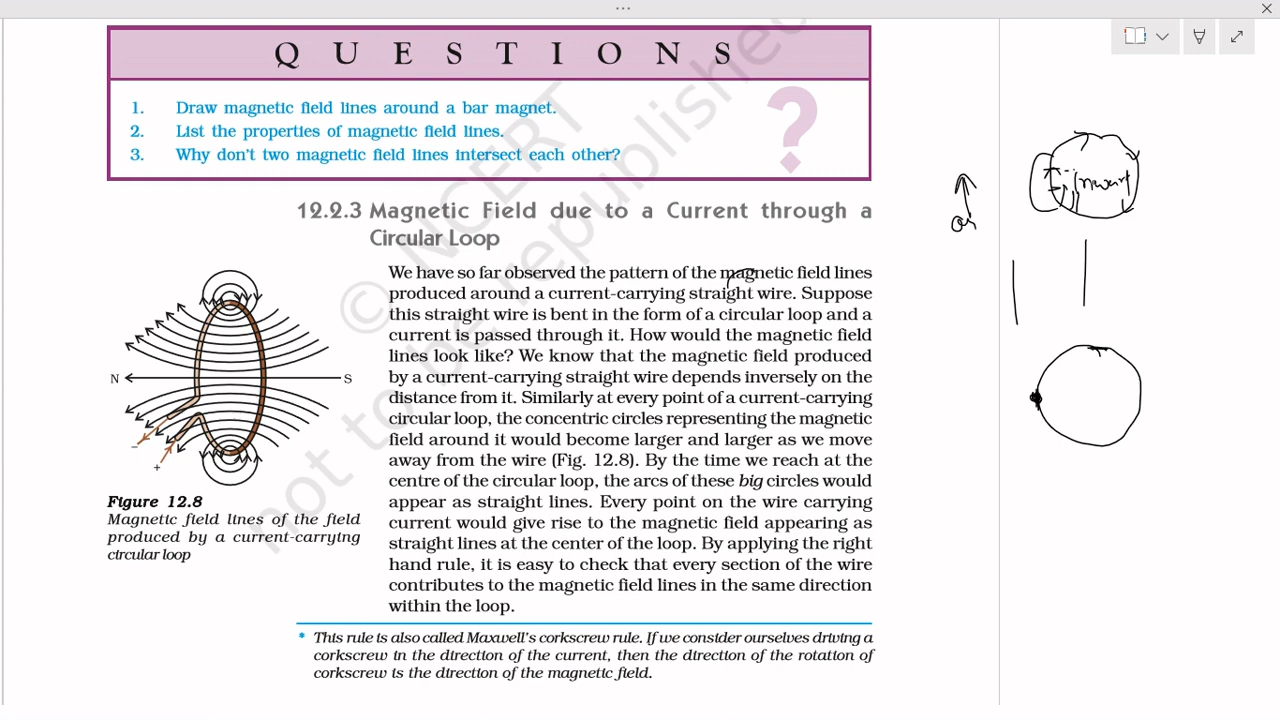 QUESTIONS
1. Draw magnetic field lines around a bar magnet.
2. List the properties of magnetic field lines.
3. Why don't two magnetic field lines intersect each other?
?
12.2.3 Magnetic Field due to a Current through a
Circular Loop
We have so far observed the pattern of the magnetic field lines
produced around a current-carrying straight wire. Suppose
this straight wire is bent in the form of a circular loop and a
current is passed through it. How would the magnetic field
lines look like? We know that the magnetic field produced
by a current-carrying straight wire depends inversely on the
distance from it. Similarly at every point of a current-carrying
circular loop, the concentric circles representing the magnetic
field around it would become larger and larger as we move
away from the wire (Fig. 12.8). By the time we reach at the
centre of the circular loop, the arcs of these big circles would
appear as straight lines. Every point on the wire carrying
current would give rise to the magnetic field appearing as
straight lines at the center of the loop. By applying the right
hand rule, it is easy to check that every section of the wire
contributes to the magnetic field lines in the same direction
within the loop.
N S
−
+
Figure 12.8
Magnetic field lines of the field
produced by a current-carrying
circular loop
* This rule is also called Maxwell's corkscrew rule. If we consider ourselves driving a
corkscrew in the direction of the current, then the direction of the rotation of
corkscrew is the direction of the magnetic field.
© NCERT
not to be republished